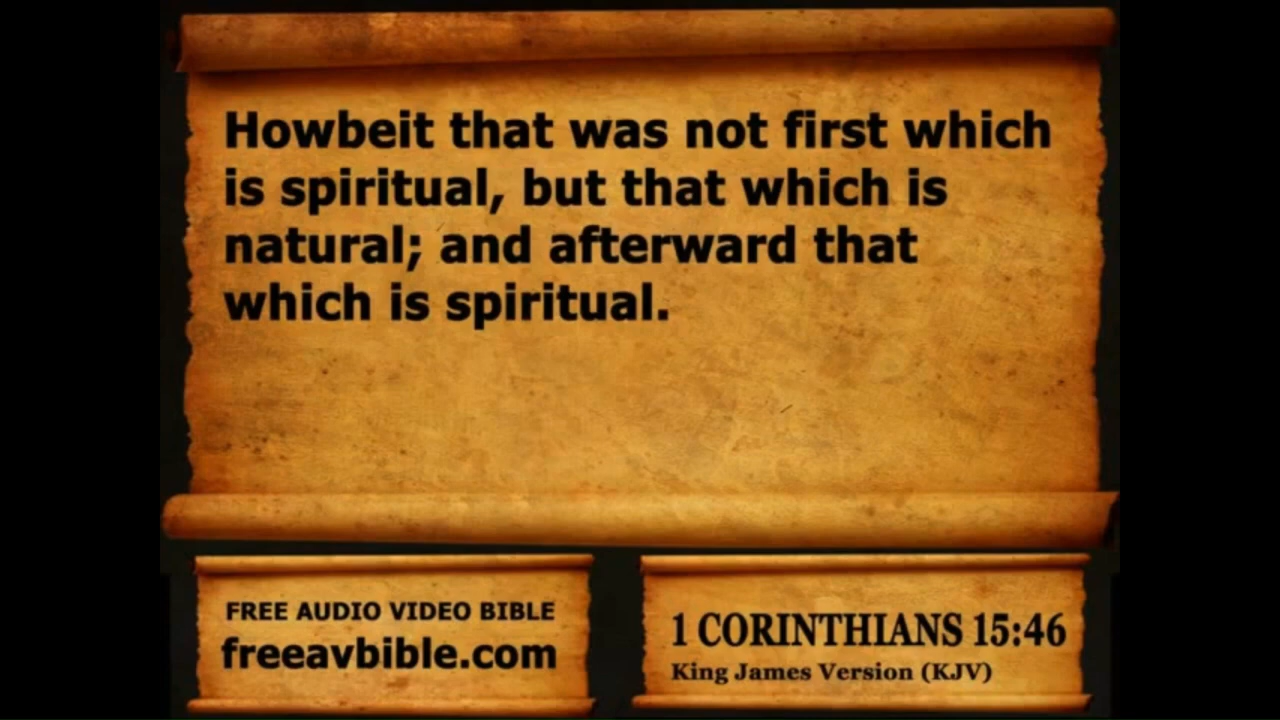 Howbeit that was not first which
is spiritual, but that which is
natural; and afterward that
which is spiritual.
FREE AUDIO VIDEO BIBLE
freeavbible.com
1 CORINTHIANS 15:46
King James Version (KJV)